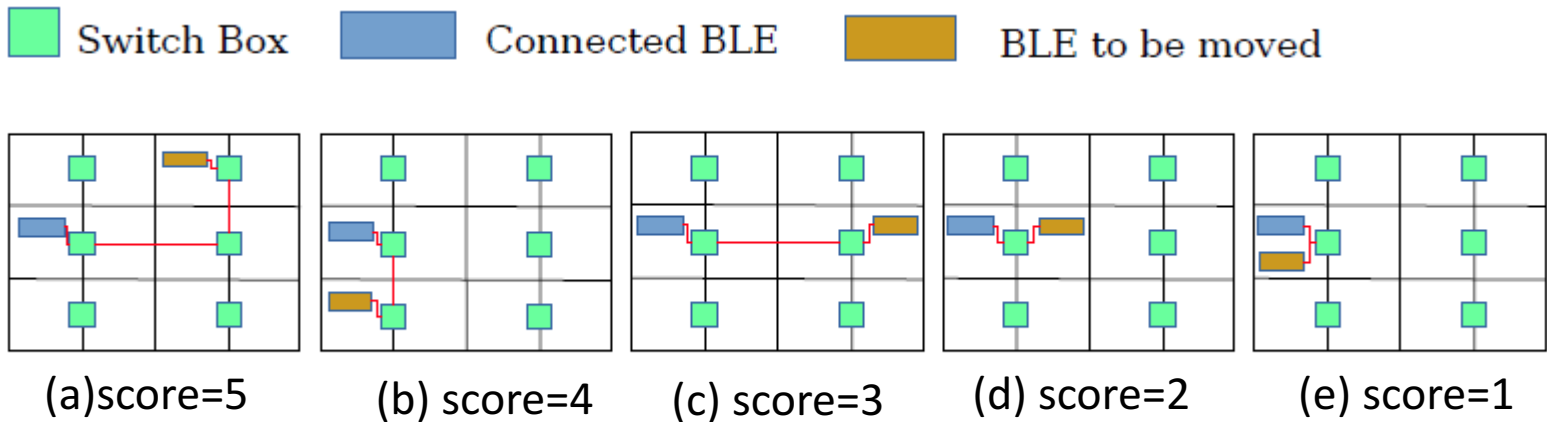 Switch Box
Connected BLE
BLE to be moved
(a)score=5
(b) score=4
(c) score=3
(d) score=2
(e) score=1